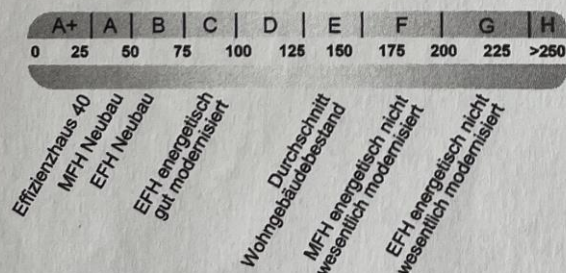 A+ A B C D E F G H
0 25 50 75 100 125 150 175 200 225 >250
Effizienzhaus 40
MFH Neubau
EFH Neubau
EFH energetisch
gut modernisiert
Durchschnitt
Wohngebäudebestand
MFH energetisch nicht
wesentlich modernisiert
EFH energetisch nicht
wesentlich modernisiert